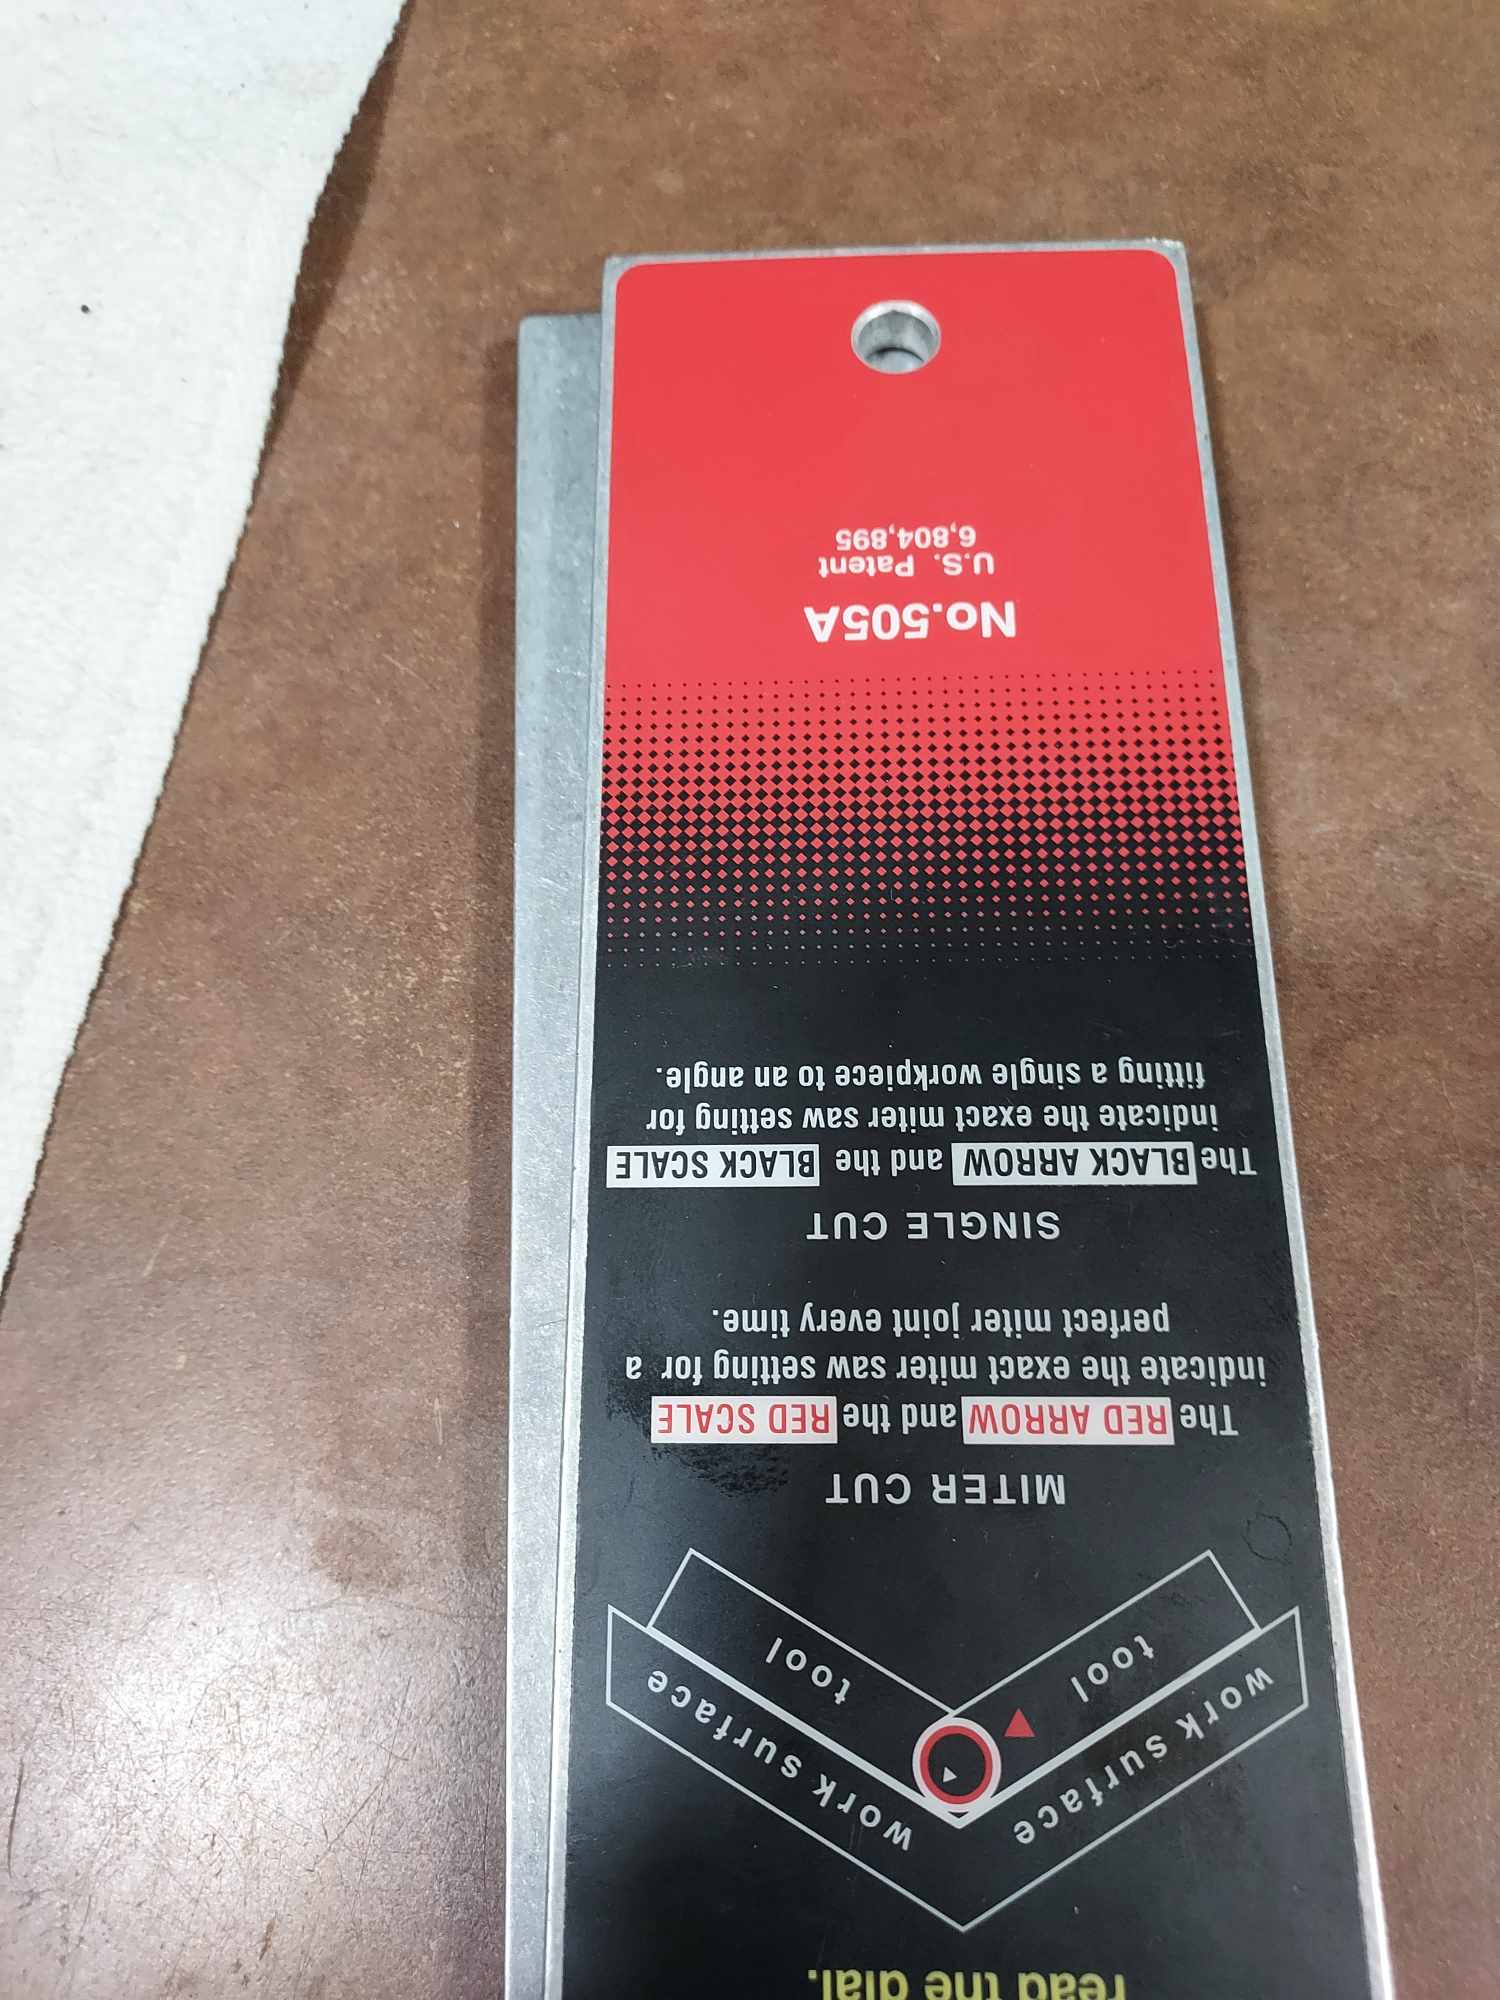 read the dial.
work surface
work surface
tool
tool
MITER CUT
The RED ARROW and the RED SCALE
indicate the exact miter saw setting for a
perfect miter joint every time.
SINGLE CUT
The BLACK ARROW and the BLACK SCALE
indicate the exact miter saw setting for
fitting a single workpiece to an angle.
No.505A
U.S. Patent
6,804,895